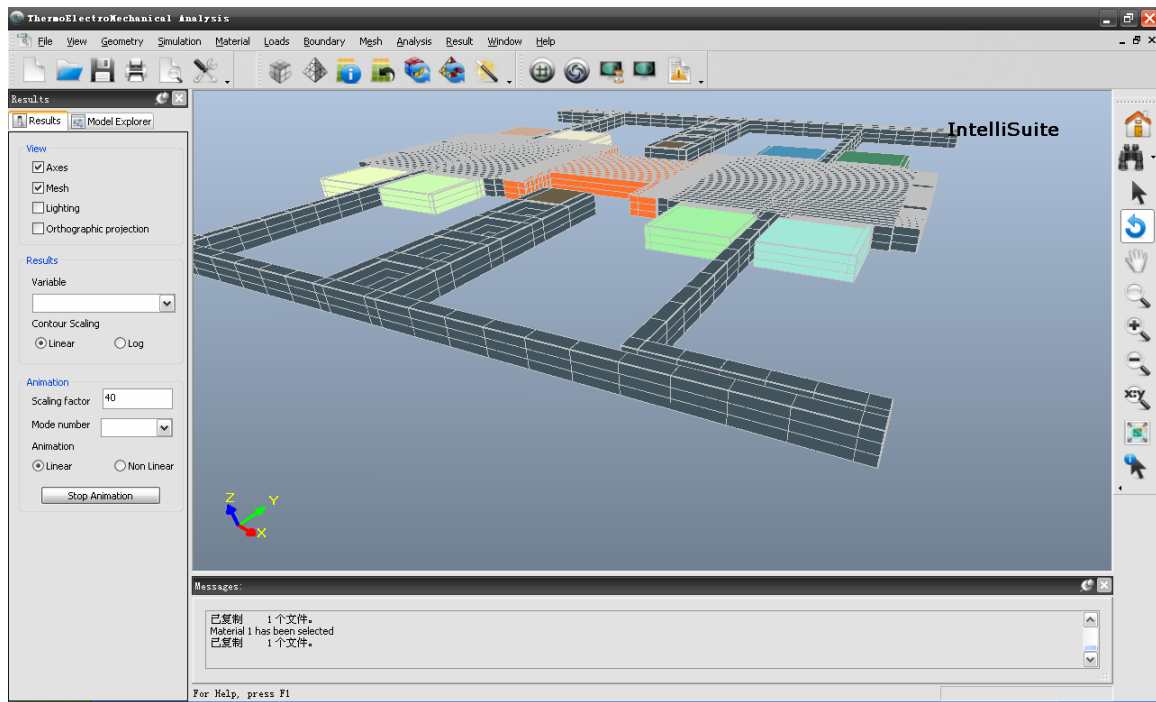 ThermoElectroMechanical Analysis
File View Geometry Simulation Material Loads Boundary Mesh Analysis Result Window Help
Results
Results Model Explorer
View
Axes
Mesh
Lighting
Orthographic projection
Results
Variable
Contour Scaling
Linear Log
Animation
Scaling factor 40
Mode number
Animation
Linear Non Linear
Stop Animation
IntelliSuite
Z Y
X
x:y
Messages:
已复制 1 个文件。
Material 1 has been selected
已复制 1 个文件。
For Help, press F1